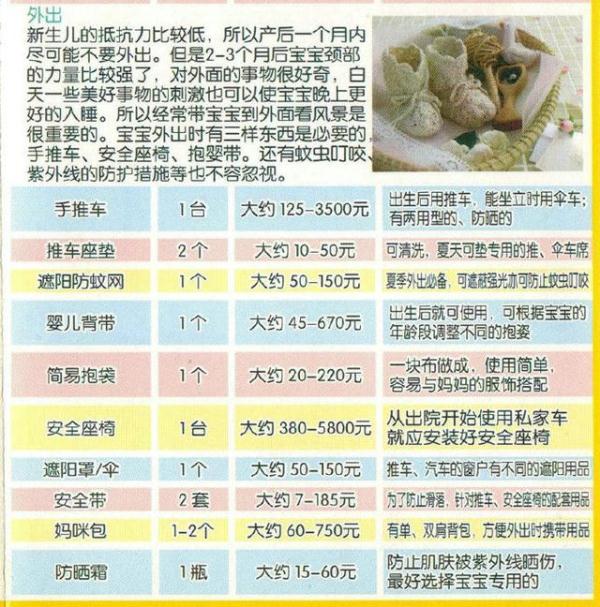 外出
新生儿的抵抗力比较低，所以产后一个月内
尽可能不要外出。但是2-3个月后宝宝颈部
的力量比较强了，对外面的事物很好奇，白
天一些美好事物的刺激也可以使宝宝晚上更
好的入睡。所以经常带宝宝到外面看风景是
很重要的。宝宝外出时有三样东西是必要的，
手推车、安全座椅、抱婴带。还有蚊虫叮咬、
紫外线的防护措施等也不容忽视。
手推车 1台 大约 125-3500元 出生后用推车，能坐立时用伞车；
有两用型的、防晒的
推车座垫 2个 大约 10-50元 可清洗，夏天可垫专用的推、伞车席
遮阳防蚊网 1个 大约 50-150元 夏季外出必备，可遮蔽强光亦可防止蚊虫叮咬
婴儿背带 1个 大约 45-670元 出生后就可使用，可根据宝宝的
年龄段调整不同的抱姿
简易抱袋 1个 大约 20-220元 一块布做成，使用简单，
容易与妈妈的服饰搭配
安全座椅 1台 大约 380-5800元 从出院开始使用私家车
就应安装好安全座椅
遮阳罩/伞 1个 大约 50-150元 推车、汽车的窗户有不同的遮阳用品
安全带 2套 大约 7-185元 为了防止滑落，针对推车、安全座椅的配套用品
妈咪包 1-2个 大约 60-750元 有单、双肩背包，方便外出时携带用品
防晒霜 1瓶 大约 15-60元 防止肌肤被紫外线晒伤，
最好选择宝宝专用的